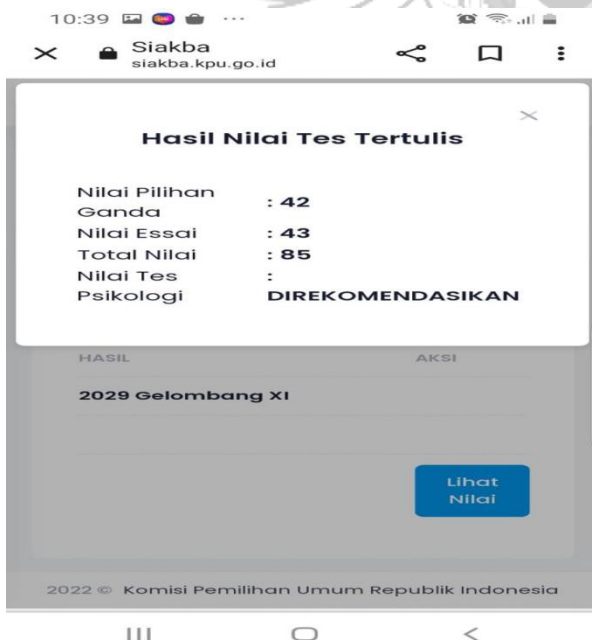 10:39
Siakba
siakba.kpu.go.id
Hasil Nilai Tes Tertulis
Nilai Pilihan Ganda : 42
Nilai Essai : 43
Total Nilai : 85
Nilai Tes Psikologi : DIREKOMENDASIKAN
HASIL AKSI
2029 Gelombang XI
Lihat
Nilai
2022 © Komisi Pemilihan Umum Republik Indonesia